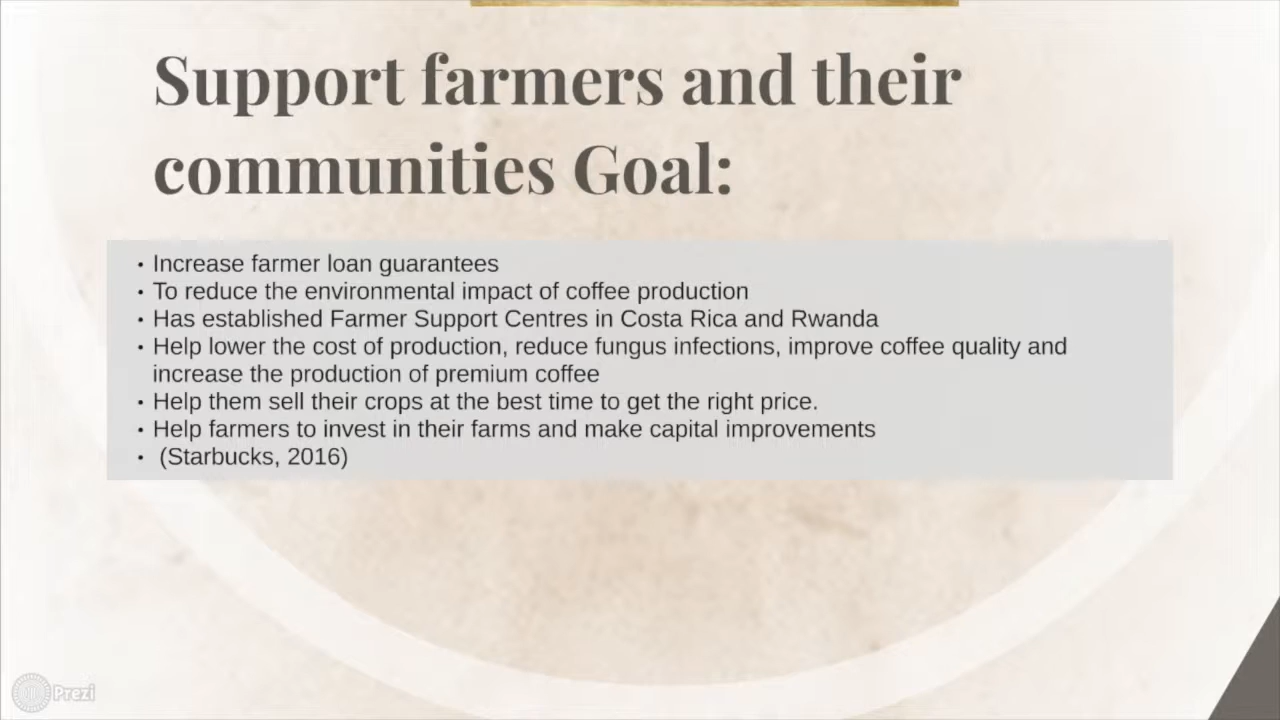 Support farmers and their
communities Goal:
• Increase farmer loan guarantees
• To reduce the environmental impact of coffee production
• Has established Farmer Support Centres in Costa Rica and Rwanda
• Help lower the cost of production, reduce fungus infections, improve coffee quality and
increase the production of premium coffee
• Help them sell their crops at the best time to get the right price.
• Help farmers to invest in their farms and make capital improvements
• (Starbucks, 2016)
Prezi